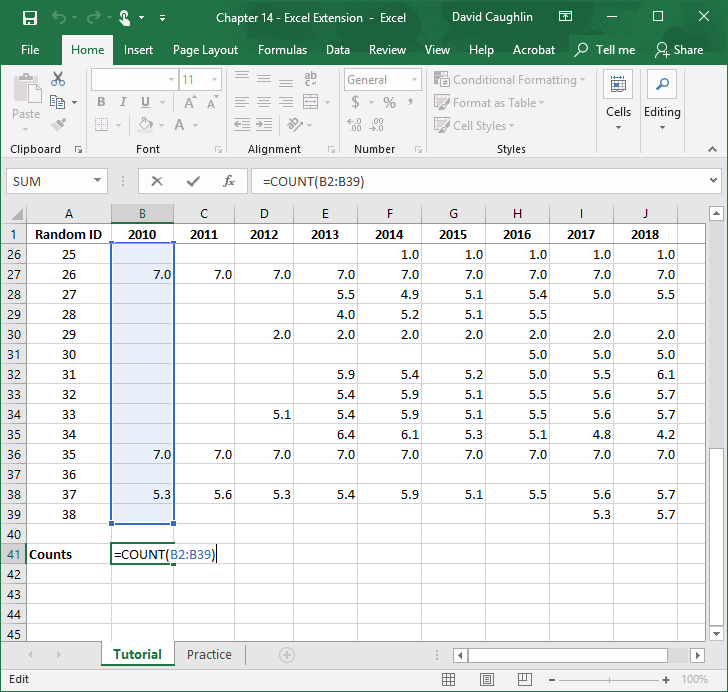 Chapter 14 - Excel Extension - Excel David Caughlin
File Home Insert Page Layout Formulas Data Review View Help Acrobat Tell me Share
Paste
Clipboard
11
B I U A A
A
Font
ab
c
Alignment
General
$ % ,
.0 .00
.00 .0
Number
Conditional Formatting
Format as Table
Cell Styles
Styles
Cells
Editing
SUM fx =COUNT(B2:B39)
A B C D E F G H I J
1 Random ID 2010 2011 2012 2013 2014 2015 2016 2017 2018
26 25 1.0 1.0 1.0 1.0 1.0
27 26 7.0 7.0 7.0 7.0 7.0 7.0 7.0 7.0 7.0
28 27 5.5 4.9 5.1 5.4 5.0 5.5
29 28 4.0 5.2 5.1 5.5
30 29 2.0 2.0 2.0 2.0 2.0 2.0 2.0
31 30 5.0 5.0 5.0
32 31 5.9 5.4 5.2 5.0 5.5 6.1
33 32 5.4 5.9 5.1 5.5 5.6 5.7
34 33 5.1 5.4 5.9 5.1 5.5 5.6 5.7
35 34 6.4 6.1 5.3 5.1 4.8 4.2
36 35 7.0 7.0 7.0 7.0 7.0 7.0 7.0 7.0 7.0
37 36
38 37 5.3 5.6 5.3 5.4 5.9 5.1 5.5 5.6 5.7
39 38 5.3 5.7
40
41 Counts =COUNT(B2:B39)
42
43
44
45
Tutorial Practice
Edit 100%